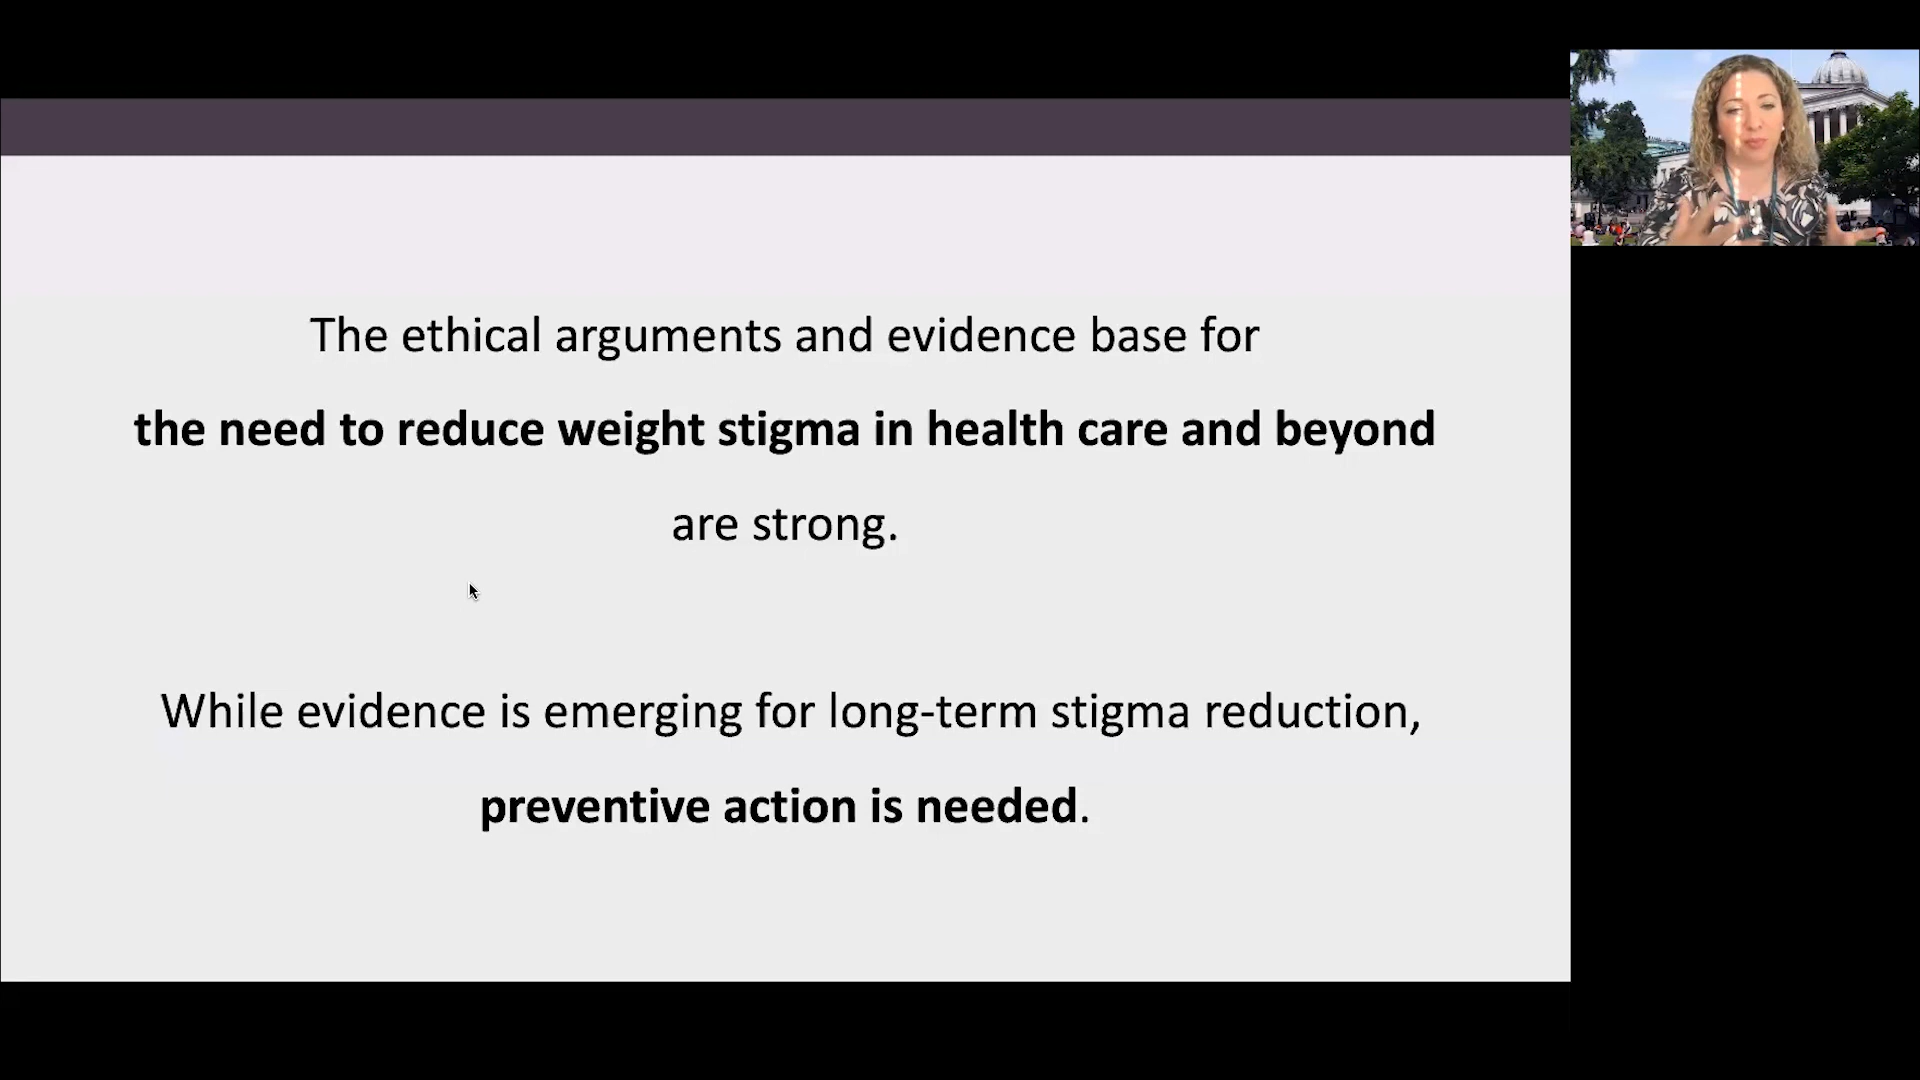 The ethical arguments and evidence base for
the need to reduce weight stigma in health care and beyond
are strong.
While evidence is emerging for long-term stigma reduction,
preventive action is needed.